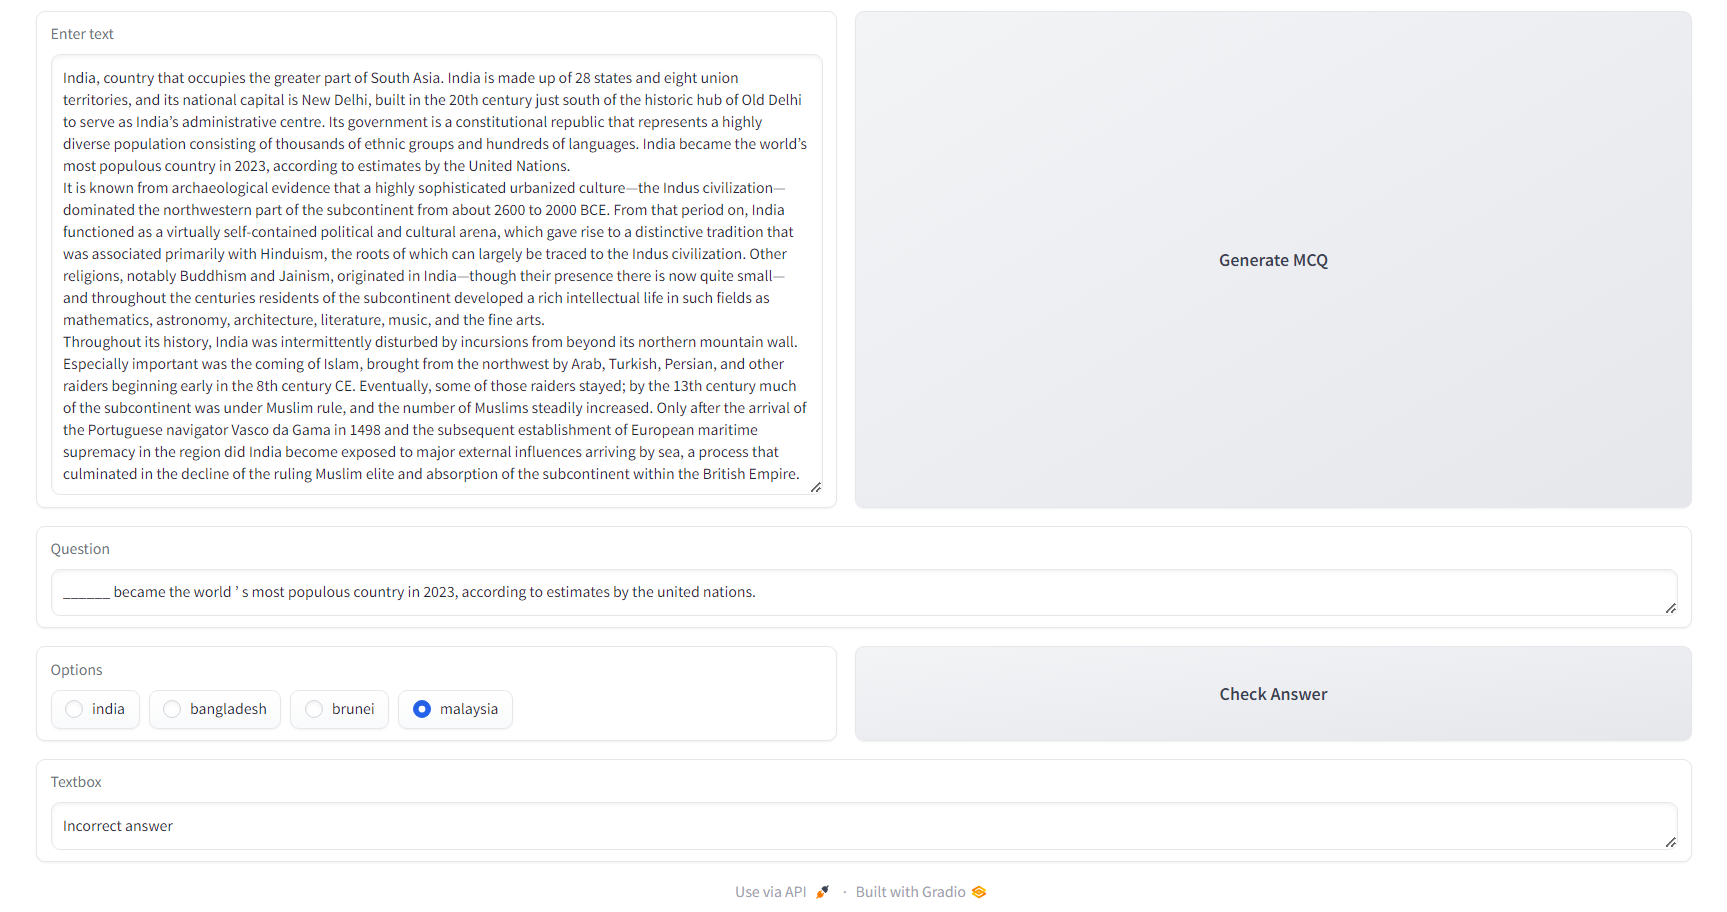 Enter text
India, country that occupies the greater part of South Asia. India is made up of 28 states and eight union
territories, and its national capital is New Delhi, built in the 20th century just south of the historic hub of Old Delhi
to serve as India’s administrative centre. Its government is a constitutional republic that represents a highly
diverse population consisting of thousands of ethnic groups and hundreds of languages. India became the world’s
most populous country in 2023, according to estimates by the United Nations.
It is known from archaeological evidence that a highly sophisticated urbanized culture—the Indus civilization—
dominated the northwestern part of the subcontinent from about 2600 to 2000 BCE. From that period on, India
functioned as a virtually self-contained political and cultural arena, which gave rise to a distinctive tradition that
was associated primarily with Hinduism, the roots of which can largely be traced to the Indus civilization. Other
religions, notably Buddhism and Jainism, originated in India—though their presence there is now quite small—
and throughout the centuries residents of the subcontinent developed a rich intellectual life in such fields as
mathematics, astronomy, architecture, literature, music, and the fine arts.
Throughout its history, India was intermittently disturbed by incursions from beyond its northern mountain wall.
Especially important was the coming of Islam, brought from the northwest by Arab, Turkish, Persian, and other
raiders beginning early in the 8th century CE. Eventually, some of those raiders stayed; by the 13th century much
of the subcontinent was under Muslim rule, and the number of Muslims steadily increased. Only after the arrival of
the Portuguese navigator Vasco da Gama in 1498 and the subsequent establishment of European maritime
supremacy in the region did India become exposed to major external influences arriving by sea, a process that
culminated in the decline of the ruling Muslim elite and absorption of the subcontinent within the British Empire.
Generate MCQ
Question
______ became the world ’ s most populous country in 2023, according to estimates by the united nations.
Options
india
bangladesh
brunei
malaysia
Check Answer
Textbox
Incorrect answer
Use via API · Built with Gradio